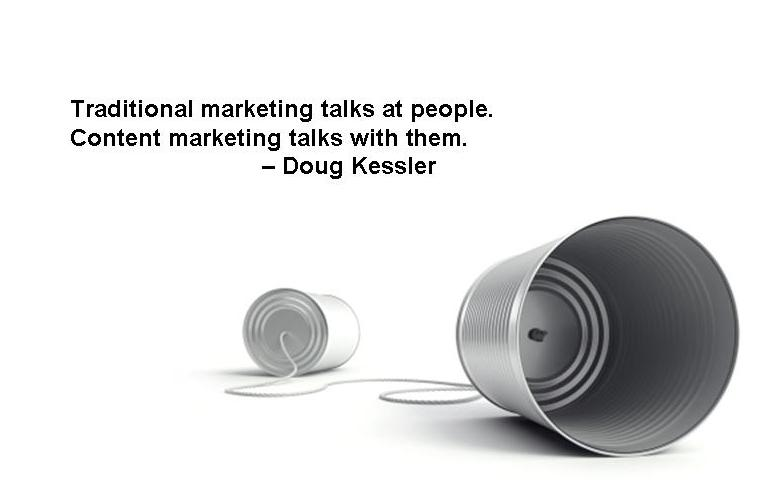 Traditional marketing talks at people.
Content marketing talks with them.
– Doug Kessler